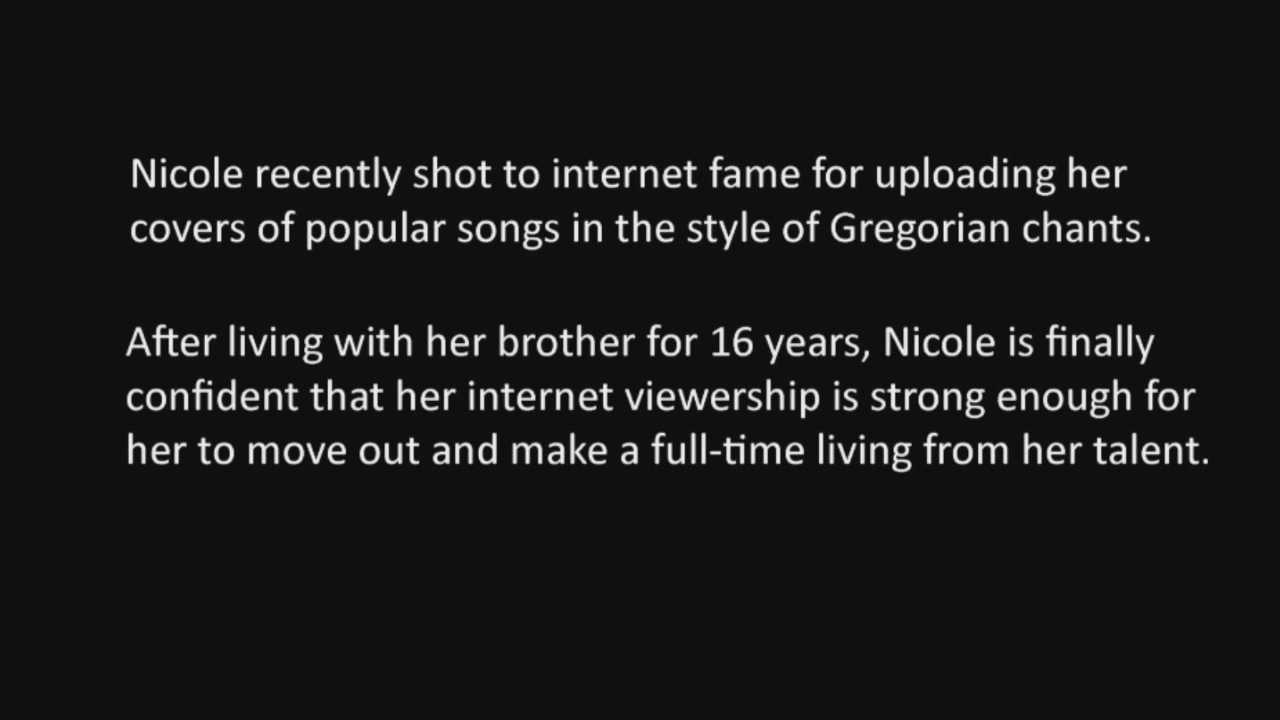 Nicole recently shot to internet fame for uploading her
covers of popular songs in the style of Gregorian chants.
After living with her brother for 16 years, Nicole is finally
confident that her internet viewership is strong enough for
her to move out and make a full-time living from her talent.